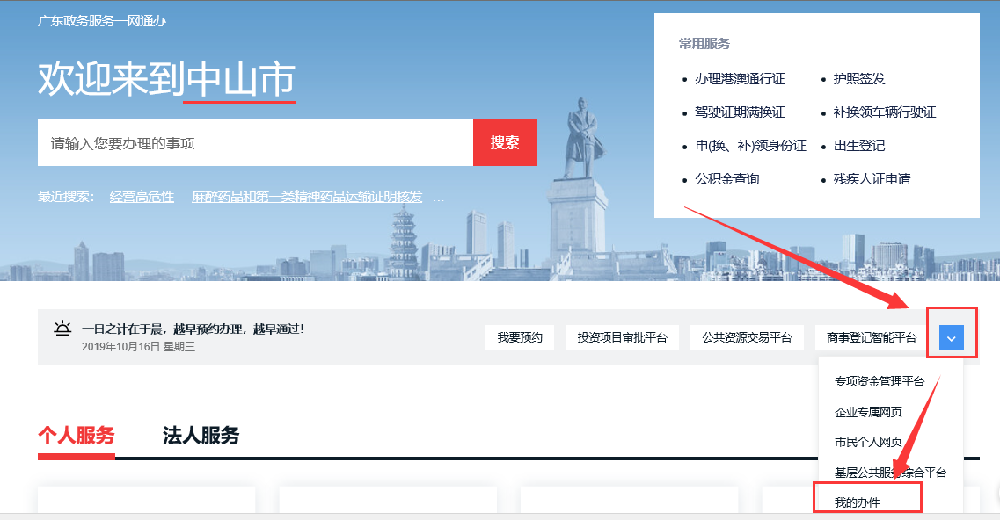 广东政务服务一网通办
欢迎来到中山市
请输入您要办理的事项
搜索
最近搜索： 经营高危性 麻醉药品和第一类精神药品运输证明核发 ...
常用服务
• 办理港澳通行证 • 护照签发
• 驾驶证期满换证 • 补换领车辆行驶证
• 申(换、补)领身份证 • 出生登记
• 公积金查询 • 残疾人证申请
一日之计在于晨，越早预约办理，越早通过！
2019年10月16日 星期三
我要预约 投资项目审批平台 公共资源交易平台 商事登记智能平台
专项资金管理平台
企业专属网页
市民个人网页
基层公共服务综合平台
我的办件
个人服务 法人服务